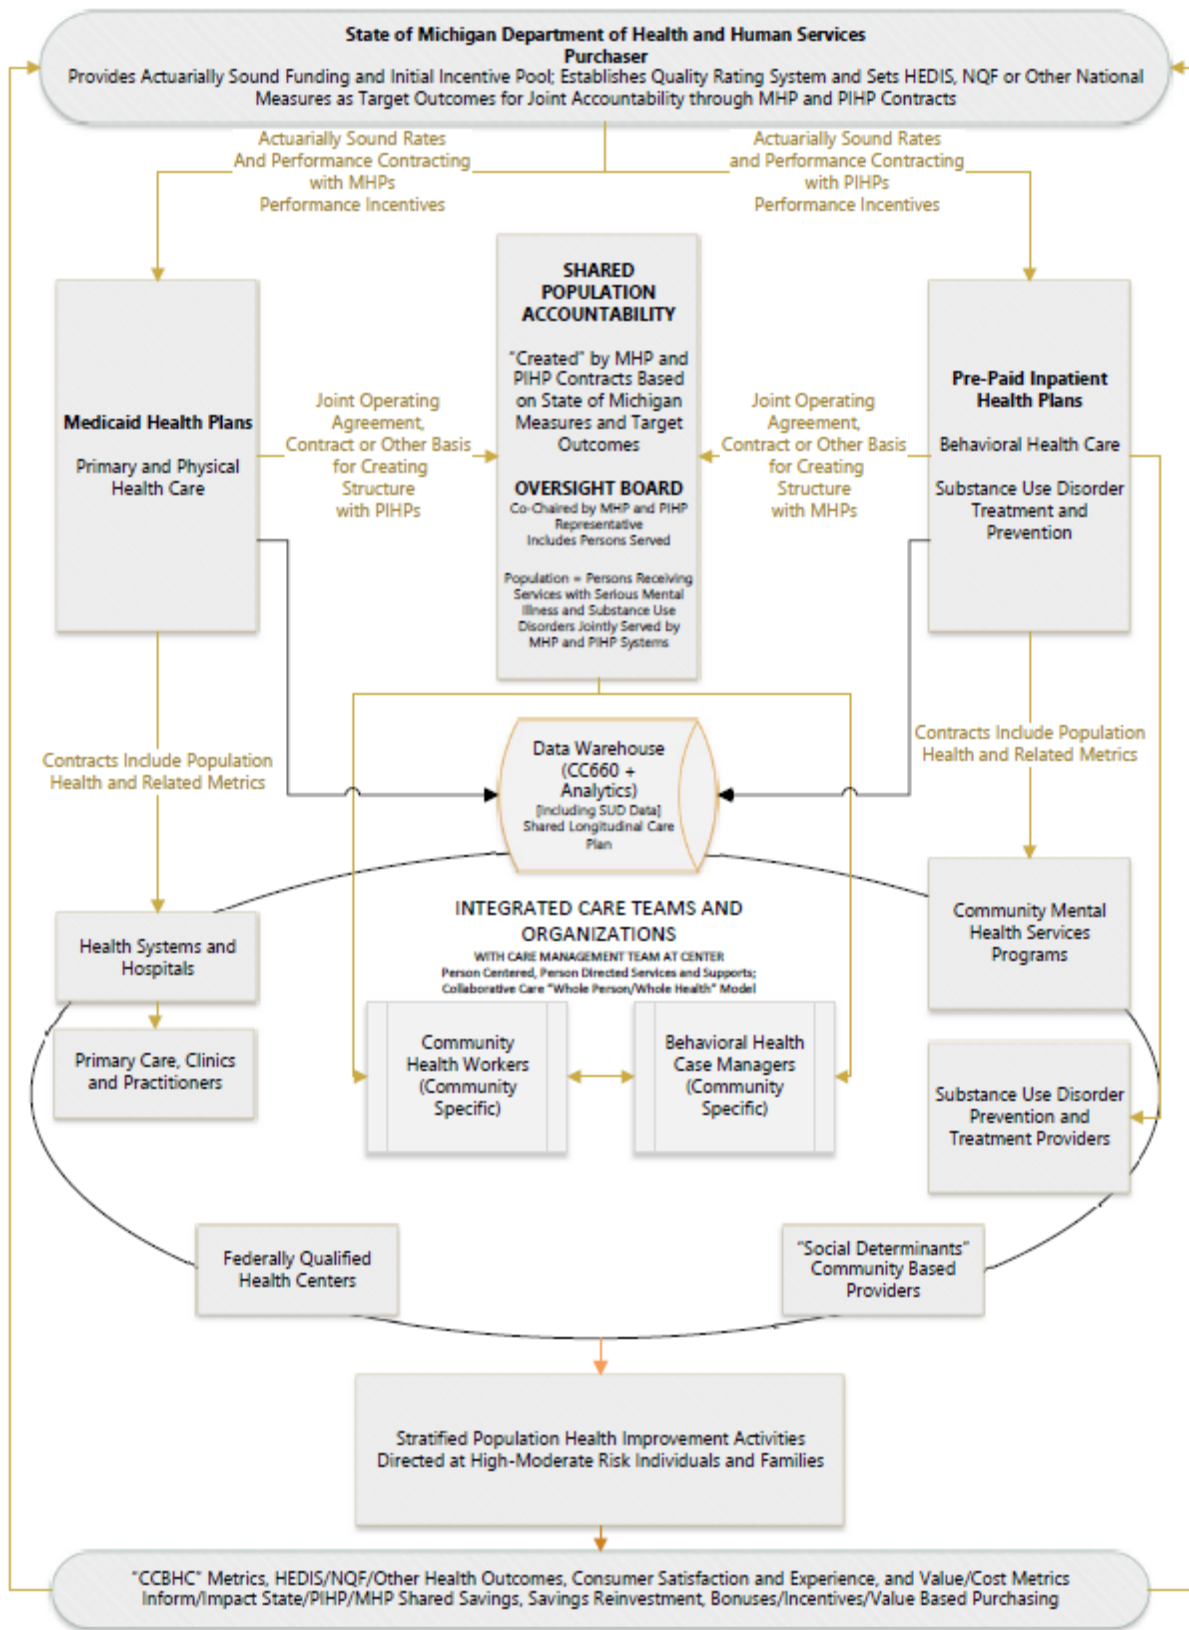 State of Michigan Department of Health and Human Services
Purchaser
Provides Actuarially Sound Funding and Initial Incentive Pool; Establishes Quality Rating System and Sets HEDIS, NQF or Other National
Measures as Target Outcomes for Joint Accountability through MHP and PIHP Contracts
Actuarially Sound Rates
And Performance Contracting
with MHPs
Performance Incentives
Actuarially Sound Rates
and Performance Contracting
with PIHPs
Performance Incentives
Medicaid Health Plans
Primary and Physical
Health Care
Joint Operating
Agreement,
Contract or Other Basis
for Creating
Structure
with PIHPs
SHARED
POPULATION
ACCOUNTABILITY
"Created" by MHP and
PIHP Contracts Based
on State of Michigan
Measures and Target
Outcomes
OVERSIGHT BOARD
Co-Chaired by MHP and PIHP
Representative
Includes Persons Served
Population = Persons Receiving
Services with Serious Mental
Illness and Substance Use
Disorders Jointly Served by
MHP and PIHP Systems
Joint Operating
Agreement,
Contract or Other Basis
for Creating
Structure
with MHPs
Pre-Paid Inpatient
Health Plans
Behavioral Health Care
Substance Use Disorder
Treatment and
Prevention
Contracts Include Population
Health and Related Metrics
Data Warehouse
(CC660 +
Analytics)
[Including SUD Data]
Shared Longitudinal Care
Plan
Contracts Include Population
Health and Related Metrics
Health Systems and
Hospitals
Primary Care, Clinics
and Practitioners
INTEGRATED CARE TEAMS AND
ORGANIZATIONS
WITH CARE MANAGEMENT TEAM AT CENTER
Person Centered, Person Directed Services and Supports;
Collaborative Care "Whole Person/Whole Health" Model
Community
Health Workers
(Community
Specific)
Behavioral Health
Case Managers
(Community
Specific)
Community Mental
Health Services
Programs
Substance Use Disorder
Prevention and
Treatment Providers
Federally Qualified
Health Centers
"Social Determinants"
Community Based
Providers
Stratified Population Health Improvement Activities
Directed at High-Moderate Risk Individuals and Families
"CCBHC" Metrics, HEDIS/NQF/Other Health Outcomes, Consumer Satisfaction and Experience, and Value/Cost Metrics
Inform/Impact State/PIHP/MHP Shared Savings, Savings Reinvestment, Bonuses/Incentives/Value Based Purchasing